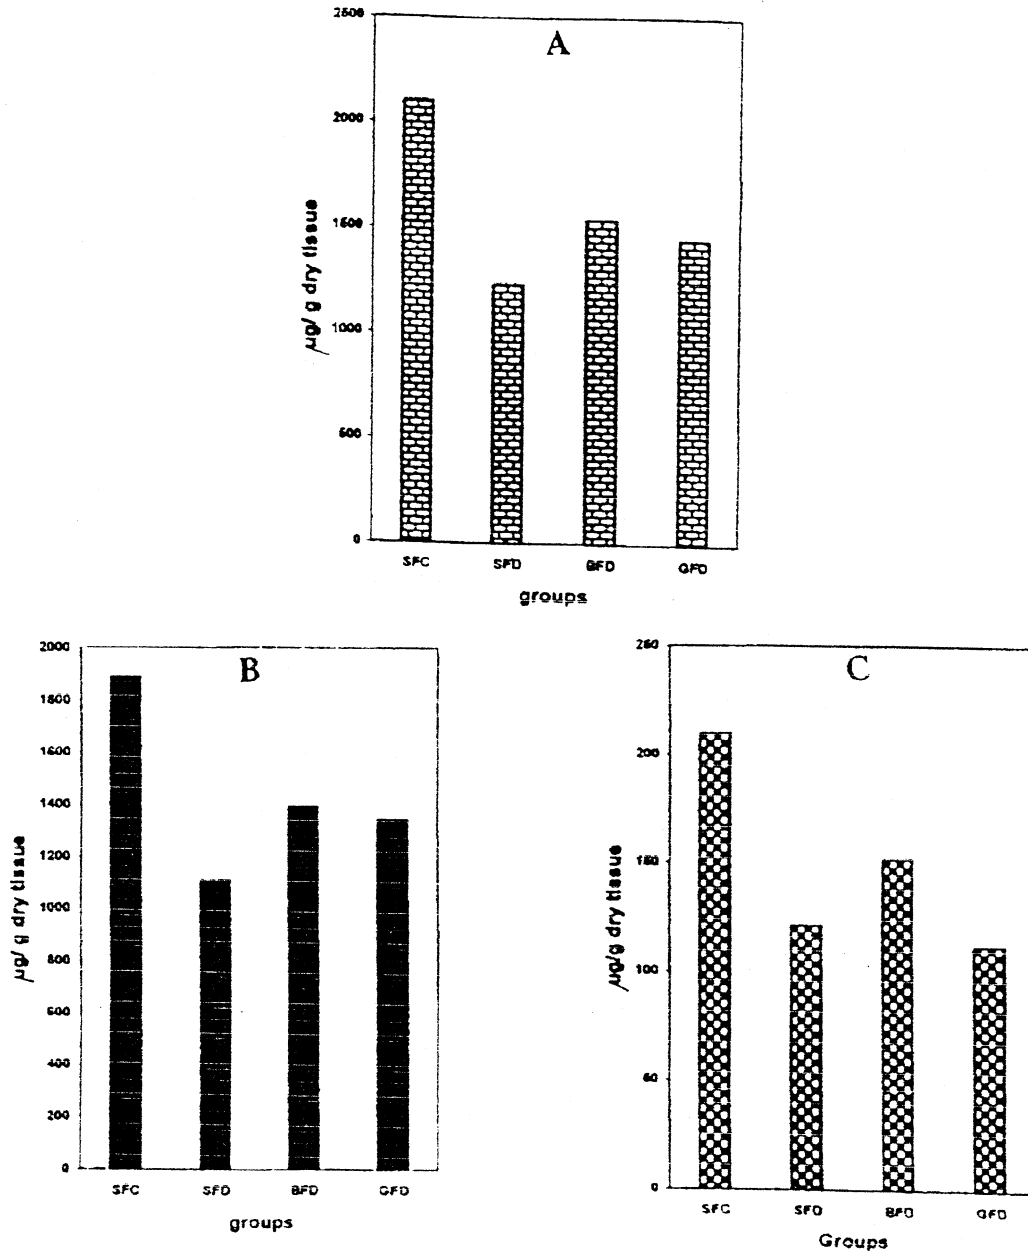 A
2500
2000
1500
1000
500
0
µg/ g dry tissue
SFC SFD BFD GFD
groups
B
2000
1800
1600
1400
1200
1000
800
600
400
200
0
µg/ g dry tissue
SFC SFD BFD GFD
groups
C
250
200
150
100
50
0
µg/g dry tissue
SFC SFD BFD GFD
Groups